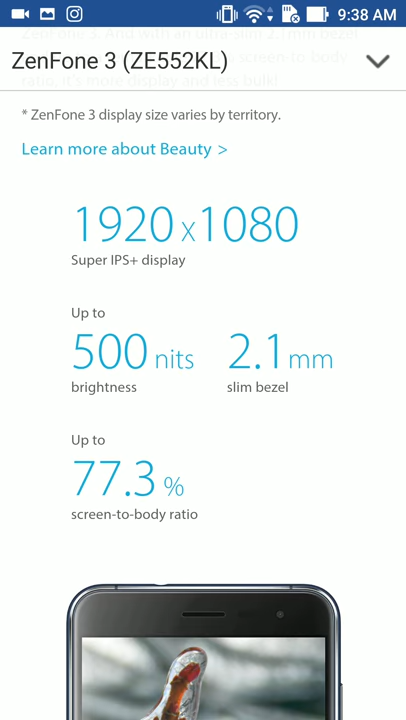 9:38 AM
ZenFone 3 (ZE552KL)
* ZenFone 3 display size varies by territory.
Learn more about Beauty >
1920 x 1080
Super IPS+ display
Up to
500 nits
brightness
2.1 mm
slim bezel
Up to
77.3 %
screen-to-body ratio